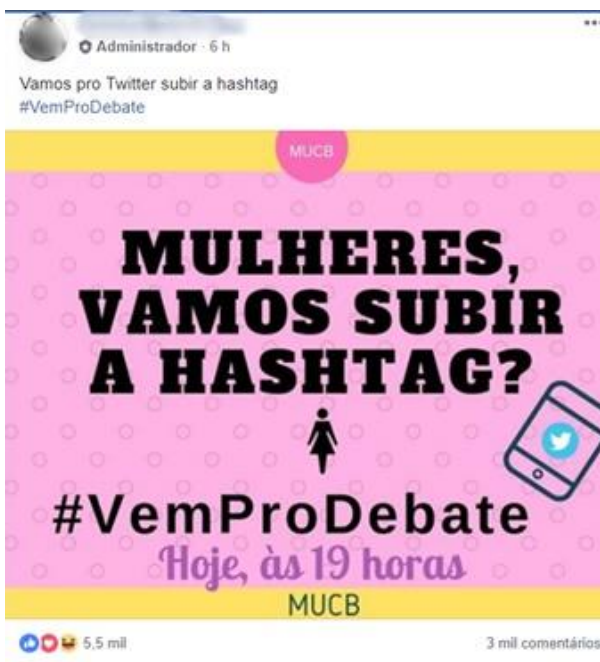 Administrador · 6 h
Vamos pro Twitter subir a hashtag
#VemProDebate
MUCB
MULHERES,
VAMOS SUBIR
A HASHTAG?
#VemProDebate
Hoje, às 19 horas
MUCB
5,5 mil
3 mil comentários